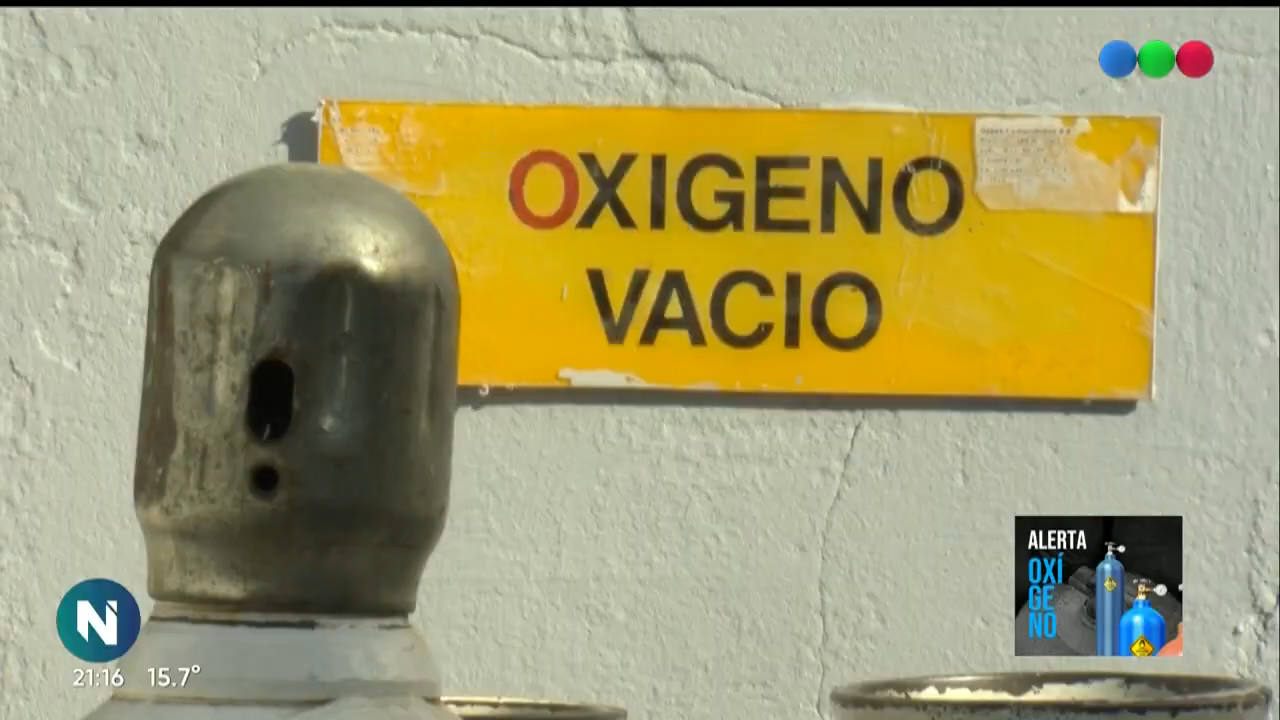 OXIGENO
VACIO
ALERTA
OXÍ
GE
NO
N
21:16 15.7°